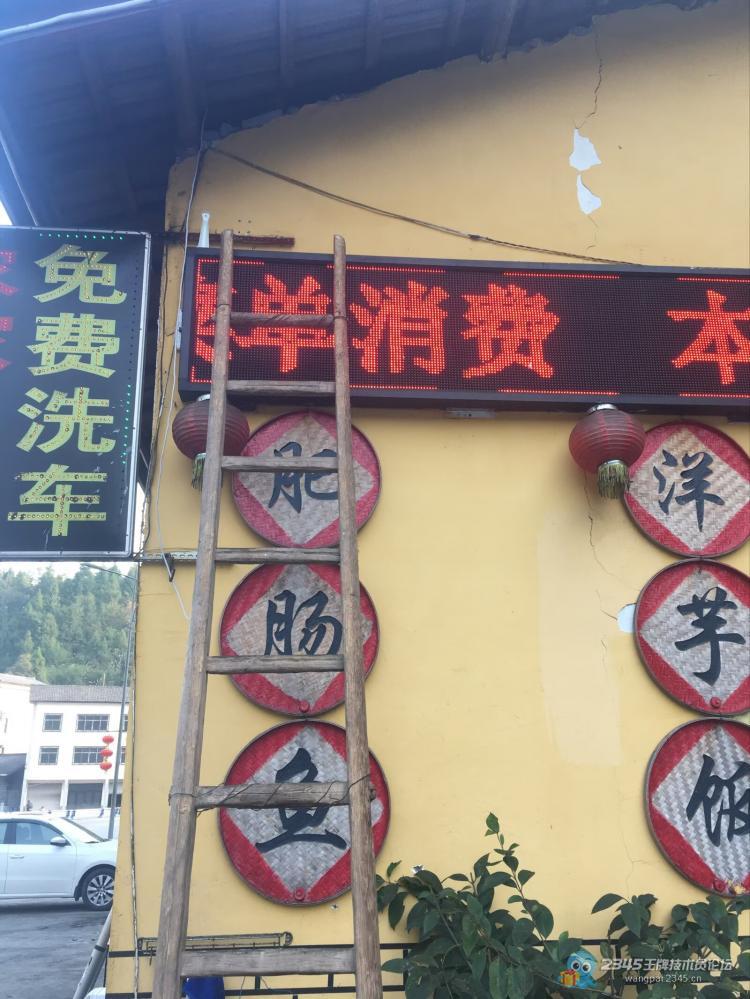 免费洗车
单消费 本
肥肠鱼
洋芋饭
2345王牌技术员论坛
wangpai.2345.cn